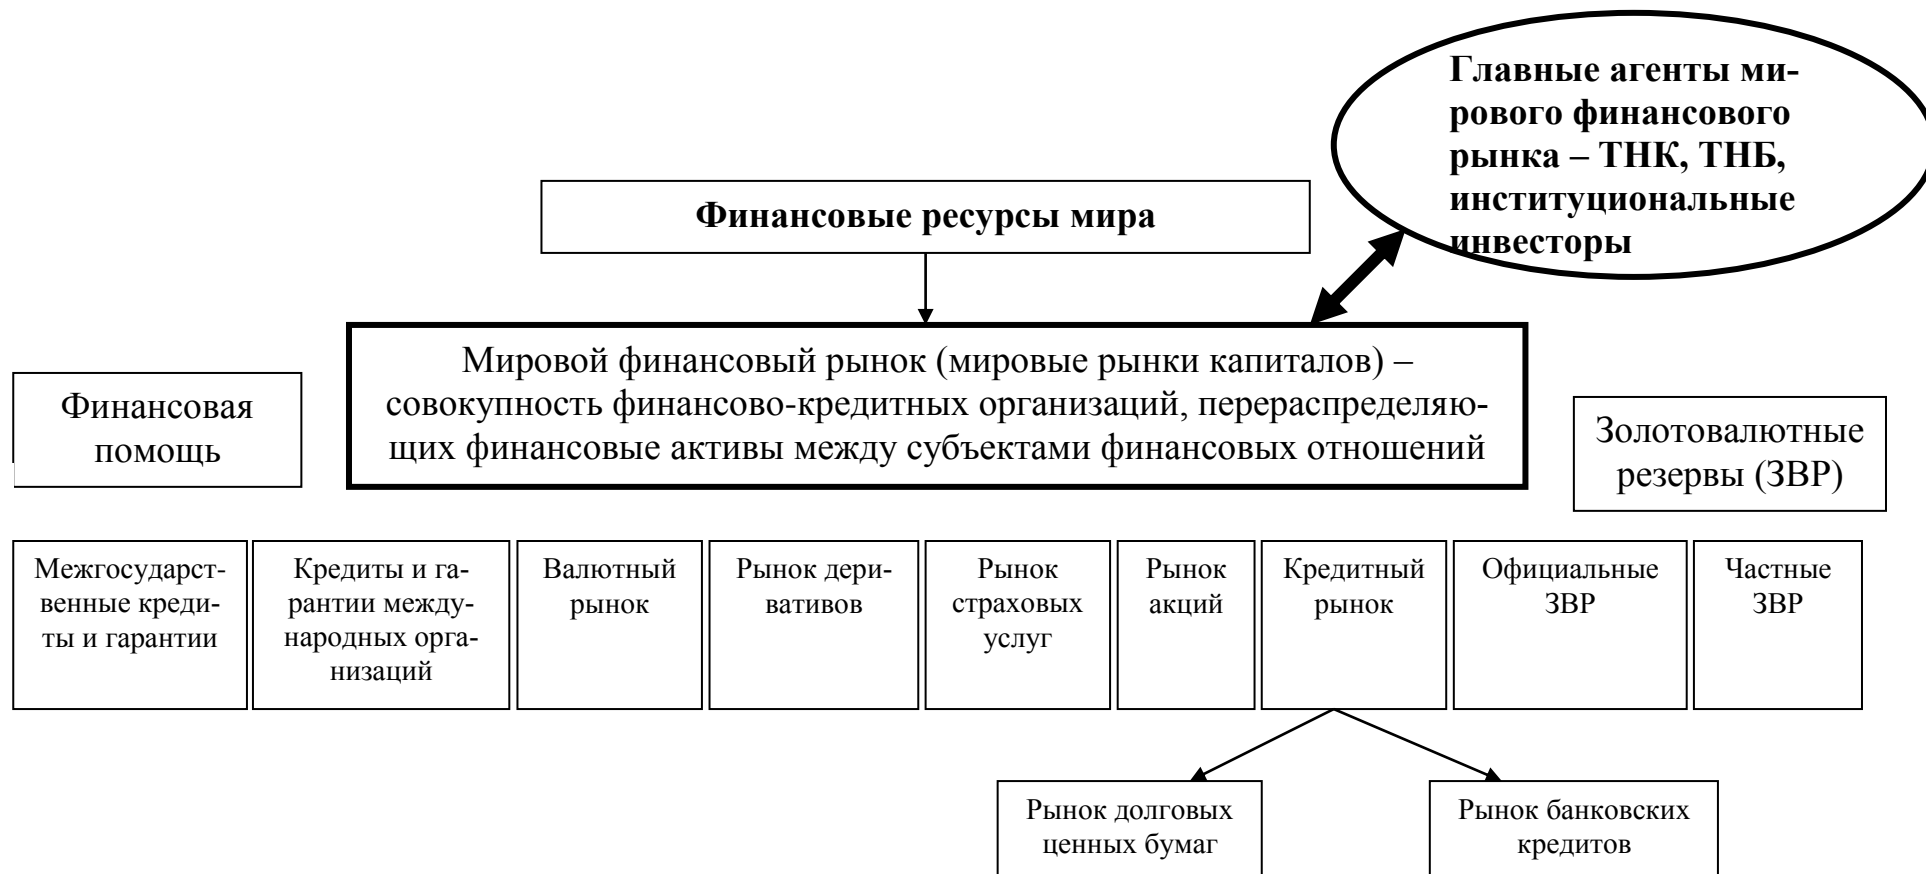 Главные агенты ми-
рового финансового
рынка – ТНК, ТНБ,
институциональные
инвесторы
Финансовые ресурсы мира
Мировой финансовый рынок (мировые рынки капиталов) –
совокупность финансово-кредитных организаций, перераспределяю-
щих финансовые активы между субъектами финансовых отношений
Финансовая
помощь
Золотовалютные
резервы (ЗВР)
Межгосударст-
венные креди-
ты и гарантии
Кредиты и га-
рантии между-
народных орга-
низаций
Валютный
рынок
Рынок дери-
вативов
Рынок
страховых
услуг
Рынок
акций
Кредитный
рынок
Официальные
ЗВР
Частные
ЗВР
Рынок долговых
ценных бумаг
Рынок банковских
кредитов